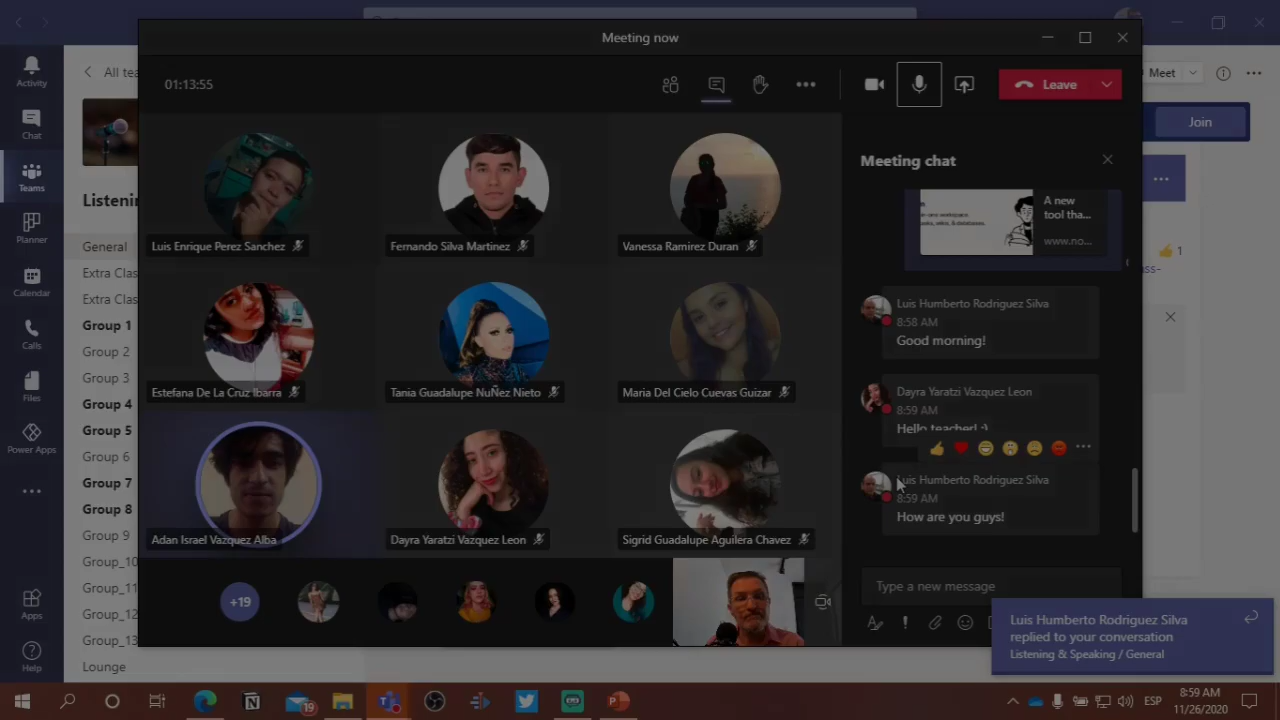 Meeting now
Activity
All tea
Meet
01:13:55
Leave
Chat
Join
Meeting chat
Teams
Listenin
A new
tool tha...
www.no...
Planner
Luis Enrique Perez Sanchez
Fernando Silva Martinez
Vanessa Ramirez Duran
General
1
Extra Clas
Calendar
Extra Clas
Luis Humberto Rodriguez Silva
8:58 AM
Good morning!
Group 1
Calls
Group 2
Group 3
Estefana De La Cruz Ibarra
Tania Guadalupe NuÑez Nieto
Maria Del Cielo Cuevas Guizar
Dayra Yaratzi Vazquez Leon
8:59 AM
Hello teacher! :)
Files
Group 4
Group 5
Power Apps
Group 6
Group 7
Luis Humberto Rodriguez Silva
8:59 AM
How are you guys!
Group 8
Group 9
Adan Israel Vazquez Alba
Dayra Yaratzi Vazquez Leon
Sigrid Guadalupe Aguilera Chavez
Group_10
Group_11
Type a new message
+19
Apps
Group_12
Luis Humberto Rodriguez Silva
replied to your conversation
Listening & Speaking / General
Group_13
Help
Lounge
19
ESP
8:59 AM
11/26/2020